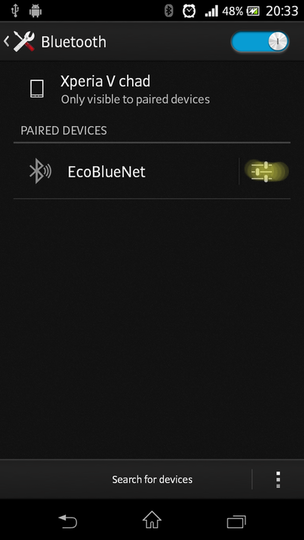 48% 20:33
Bluetooth
Xperia V chad
Only visible to paired devices
PAIRED DEVICES
EcoBlueNet
Search for devices